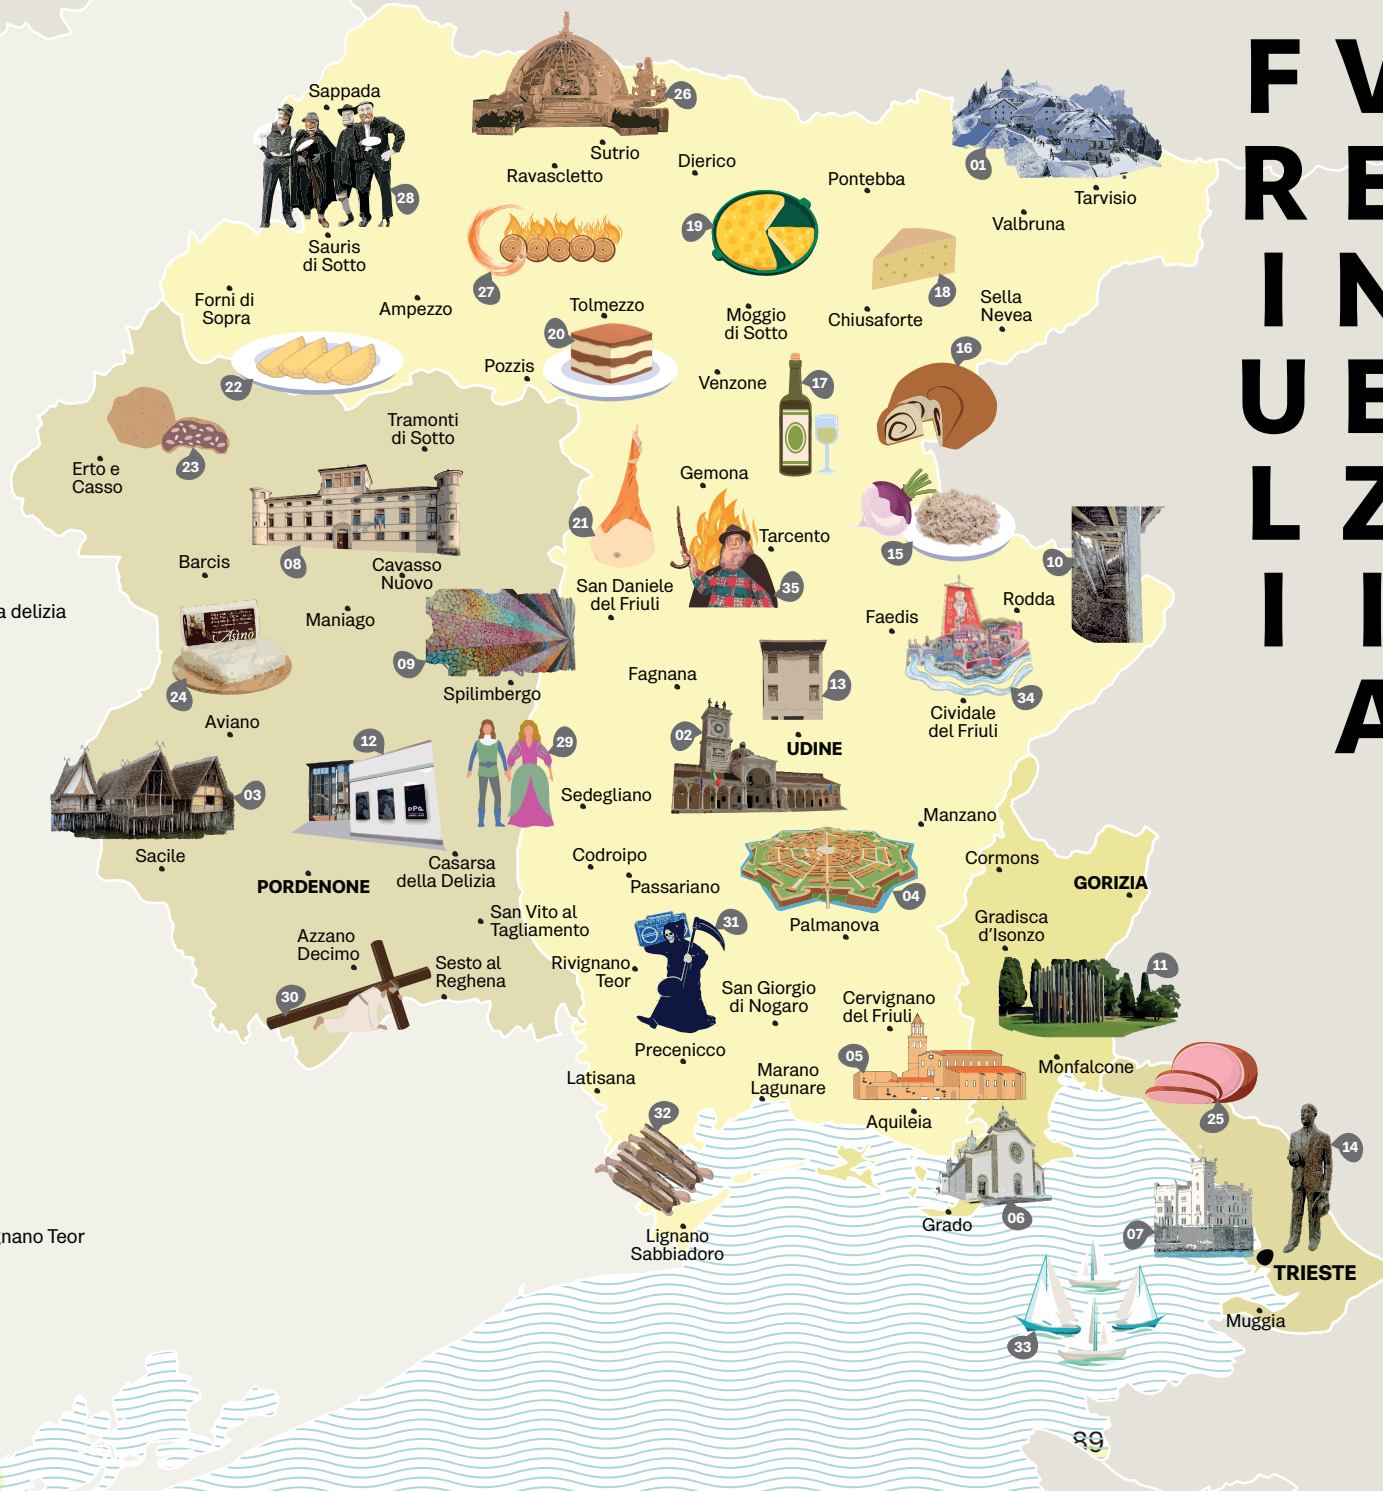 F V
R E
I N
U E
L Z
I I
A
Sappada
26
Sutrio
Ravascletto
Dierico
01
Pontebba
Tarvisio
28
Valbruna
19
Sauris
di Sotto
27
18
Forni di
Sopra
Ampezzo
Tolmezzo
20
Moggio
di Sotto
Chiusaforte
Sella
Nevea
16
Pozzis
22
Venzone
17
Tramonti
di Sotto
Erto e
Casso
23
Gemona
21
Tarcento
15
10
Barcis
08
Cavasso
Nuovo
San Daniele
del Friuli
35
Rodda
a delizia
Maniago
Faedis
Asino
09
Fagnana
13
34
24
Spilimbergo
Cividale
del Friuli
Aviano
02
UDINE
12
29
03
Sedegliano
PPP
Manzano
Sacile
Casarsa
della Delizia
Codroipo
Passariano
Cormons
PORDENONE
GORIZIA
04
San Vito al
Tagliamento
Palmanova
Gradisca
d'Isonzo
31
Azzano
Decimo
Sesto al
Reghena
Rivignano
Teor
11
30
San Giorgio
di Nogaro
Cervignano
del Friuli
Precenicco
05
Monfalcone
Latisana
Marano
Lagunare
32
Aquileia
25
14
Grado
06
gnano Teor
Lignano
Sabbiadoro
07
TRIESTE
Muggia
33
89